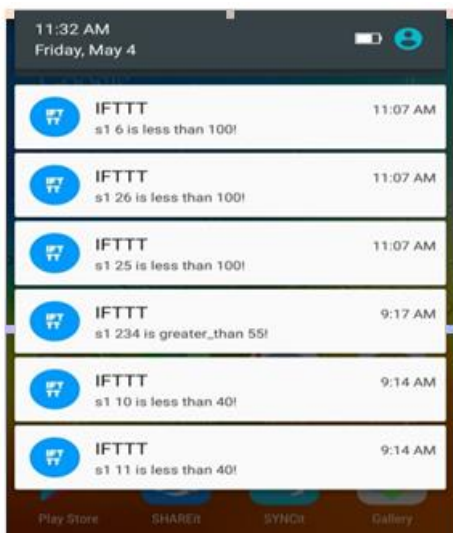 11:32 AM
Friday, May 4
IFTTT
11:07 AM
s1 6 is less than 100!
IFTTT
11:07 AM
s1 26 is less than 100!
IFTTT
11:07 AM
s1 25 is less than 100!
IFTTT
9:17 AM
s1 234 is greater_than 55!
IFTTT
9:14 AM
s1 10 is less than 40!
IFTTT
9:14 AM
s1 11 is less than 40!
Play Store
SHAREit
SYNCit
Gallery